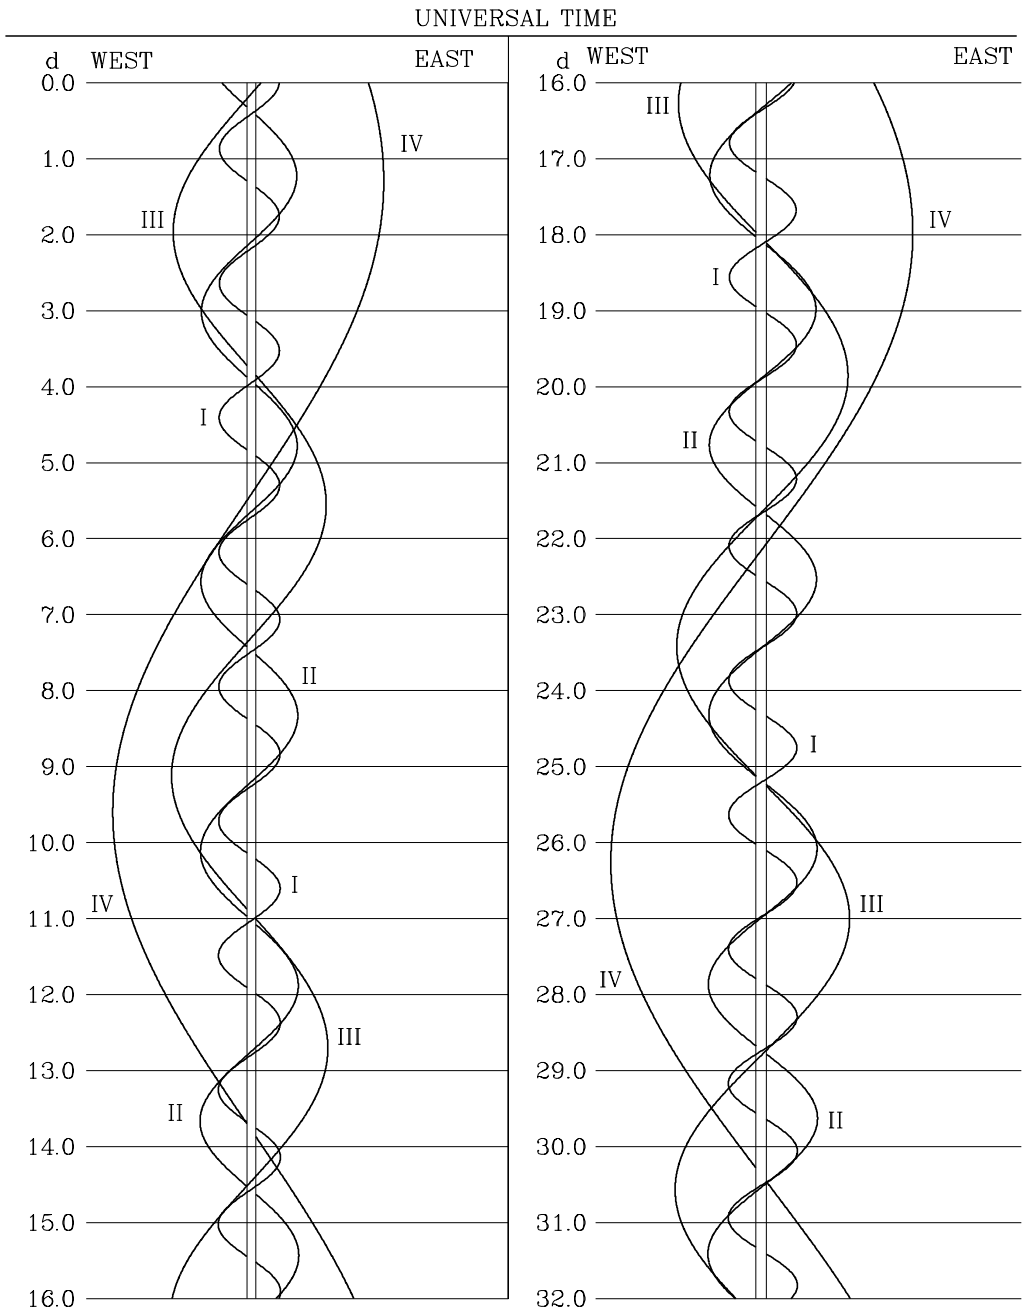 UNIVERSAL TIME
d WEST EAST
0.0
IV
1.0
III
2.0
3.0
4.0
I
5.0
6.0
7.0
II
8.0
9.0
10.0
I
IV
11.0
12.0
III
13.0
II
14.0
15.0
16.0
d WEST EAST
16.0
III
17.0
IV
18.0
I
19.0
20.0
II
21.0
22.0
23.0
24.0
I
25.0
26.0
III
27.0
IV
28.0
29.0
II
30.0
31.0
32.0